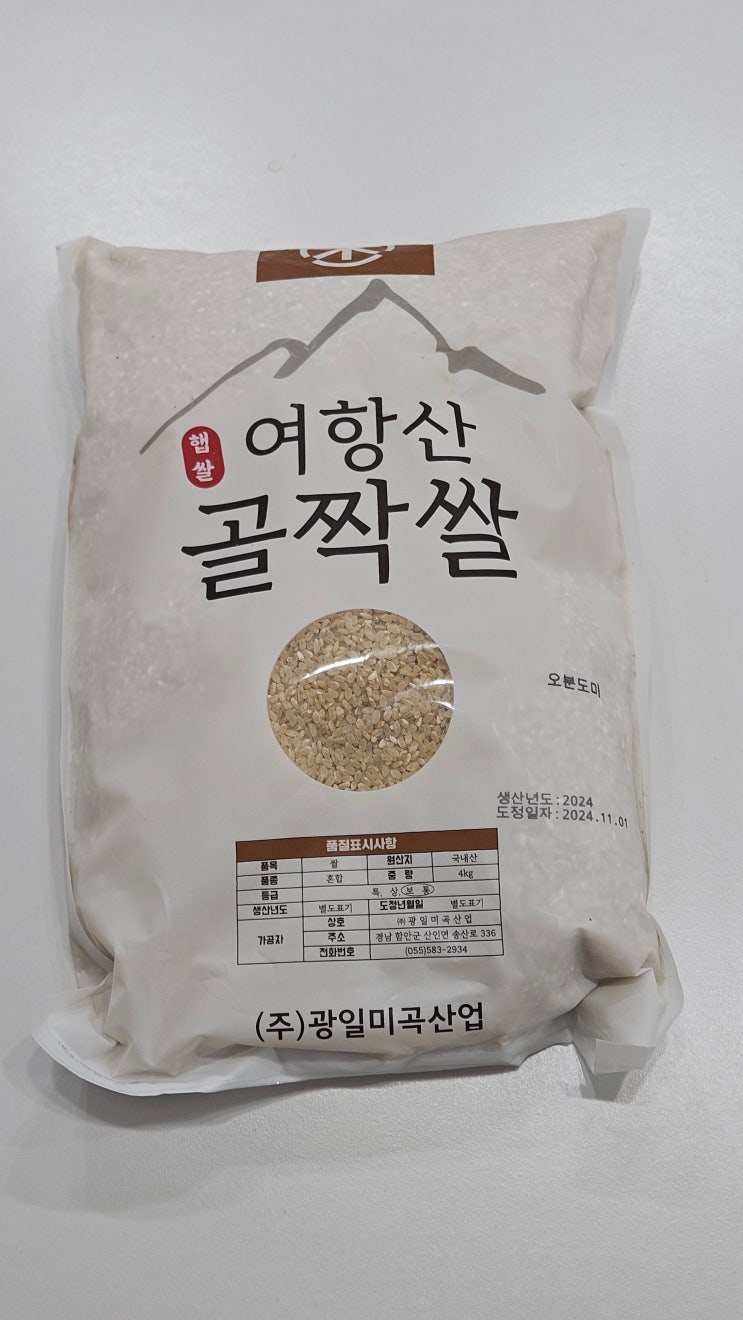 햅쌀
여항산
골짝쌀
오분도미
생산년도 : 2024
도정일자 : 2024.11.01
품질표시사항
품목 쌀 원산지 국내산
품종 혼합 중 량 4kg
등급 특, 상, 보 통
생산년도 별도표기 도정년월일 별도표기
가공자 상호 ㈜광일미곡산업
주소 경남 함안군 산인면 송산로 336
전화번호 (055)583-2934
(주)광일미곡산업